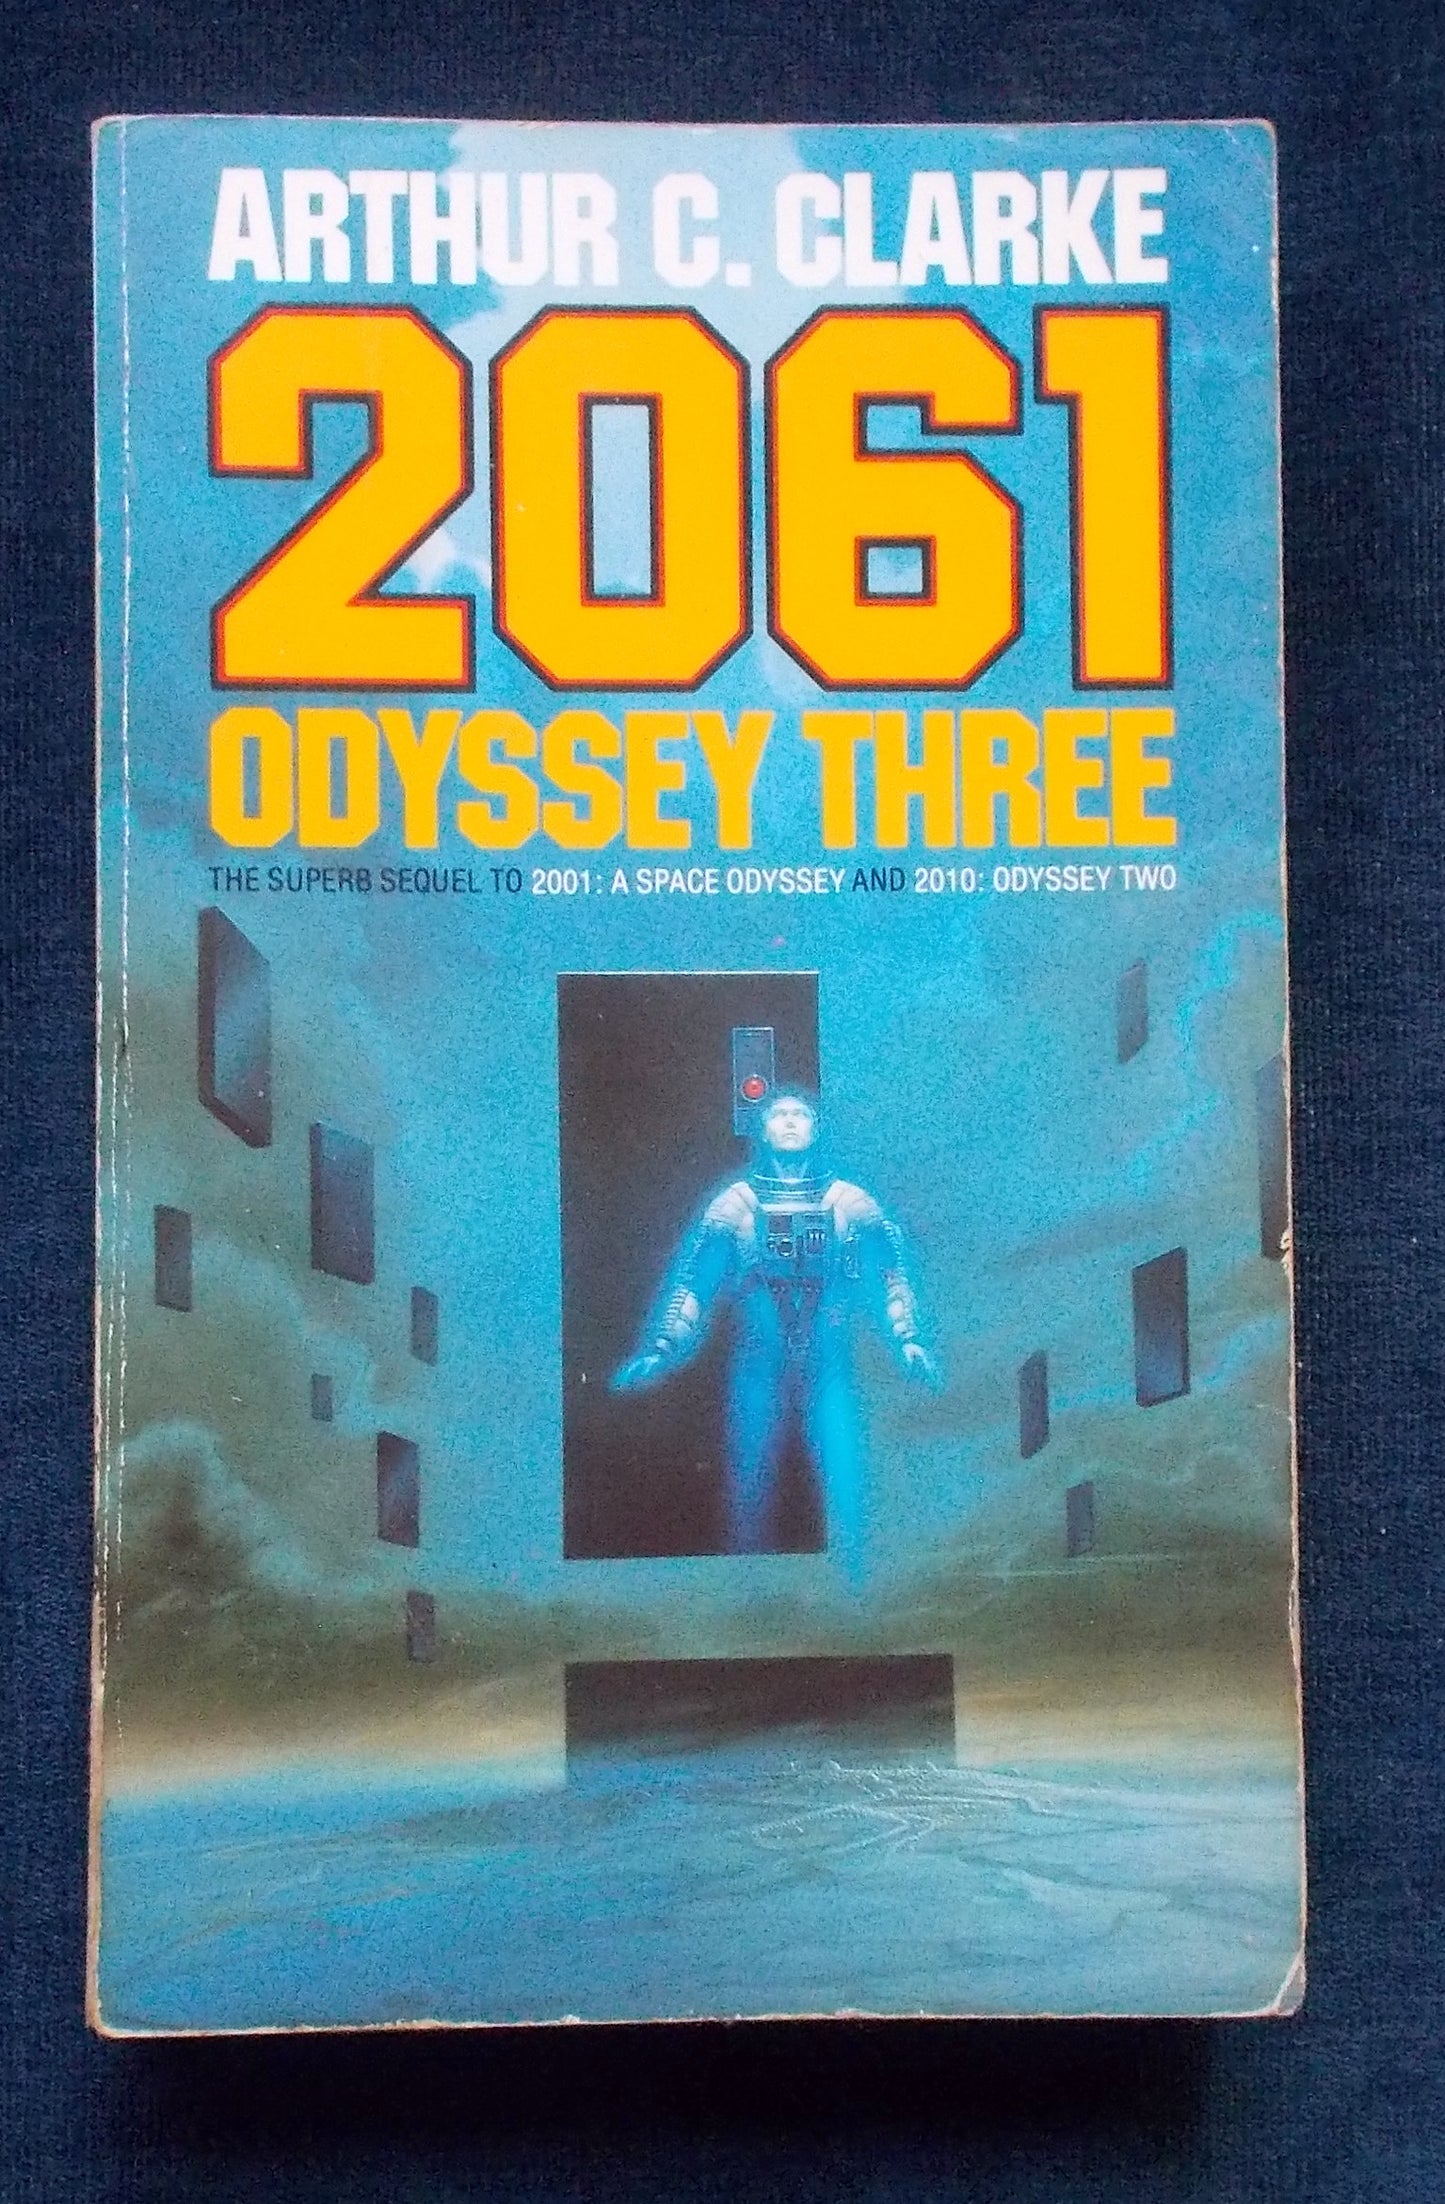 ARTHUR C. CLARKE
2061
ODYSSEY THREE
THE SUPERB SEQUEL TO 2001: A SPACE ODYSSEY AND 2010: ODYSSEY TWO